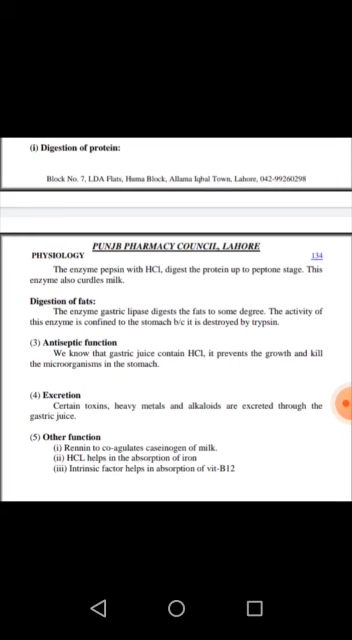 (i) Digestion of protein:
Block No. 7, LDA Flats, Huma Block, Allama Iqbal Town, Lahore, 042-99260298
PUNJB PHARMACY COUNCIL, LAHORE
PHYSIOLOGY 134
The enzyme pepsin with HCl, digest the protein up to peptone stage. This
enzyme also curdles milk.
Digestion of fats:
The enzyme gastric lipase digests the fats to some degree. The activity of
this enzyme is confined to the stomach b/c it is destroyed by trypsin.
(3) Antiseptic function
We know that gastric juice contain HCl, it prevents the growth and kill
the microorganisms in the stomach.
(4) Excretion
Certain toxins, heavy metals and alkaloids are excreted through the
gastric juice.
(5) Other function
(i) Rennin to co-agulates caseinogen of milk.
(ii) HCL helps in the absorption of iron
(iii) Intrinsic factor helps in absorption of vit-B12